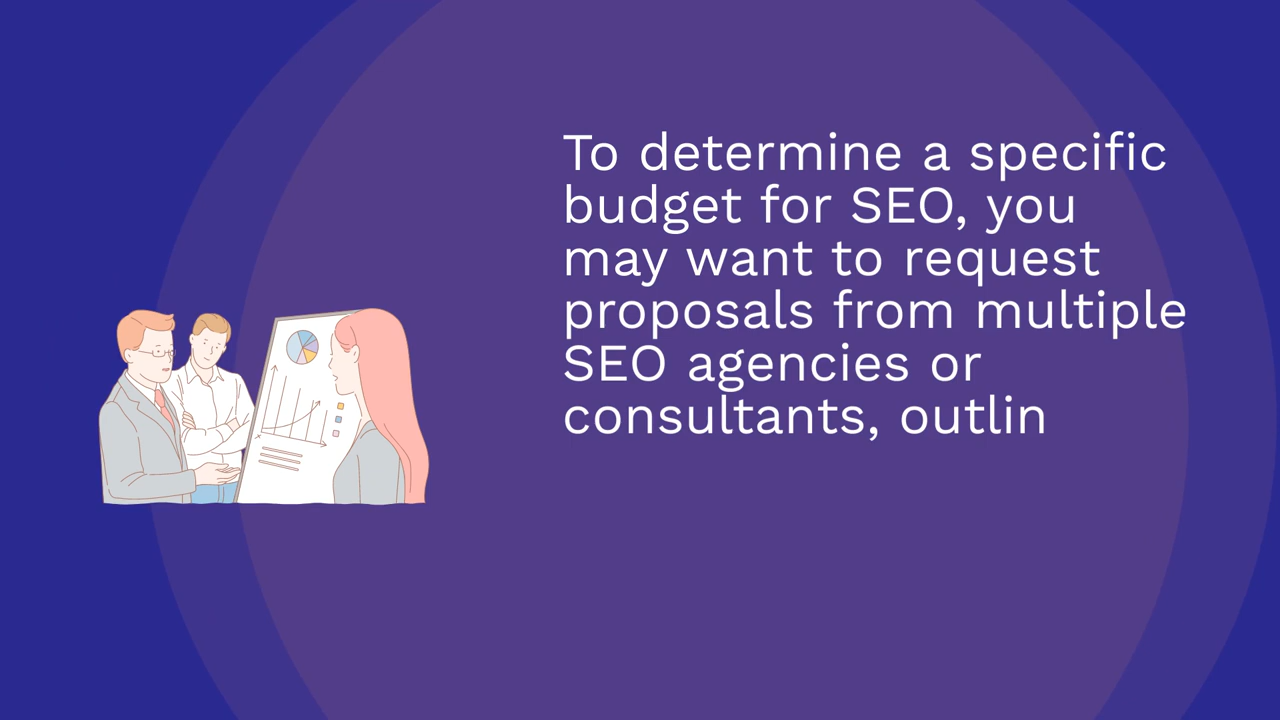 To determine a specific
budget for SEO, you
may want to request
proposals from multiple
SEO agencies or
consultants, outlin